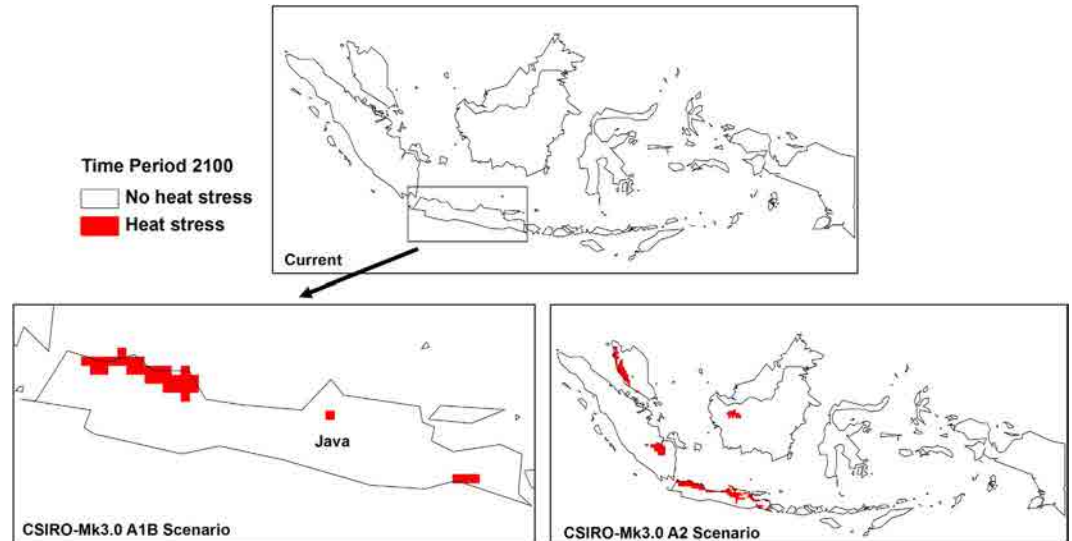 Time Period 2100
No heat stress
Heat stress
Current
Java
CSIRO-Mk3.0 A1B Scenario
CSIRO-Mk3.0 A2 Scenario